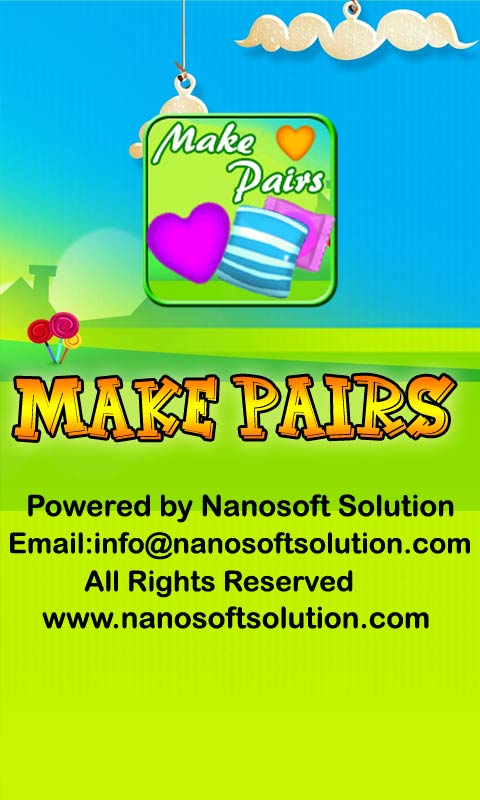 Make
Pairs
MAKE PAIRS
Powered by Nanosoft Solution
Email:info@nanosoftsolution.com
All Rights Reserved
www.nanosoftsolution.com